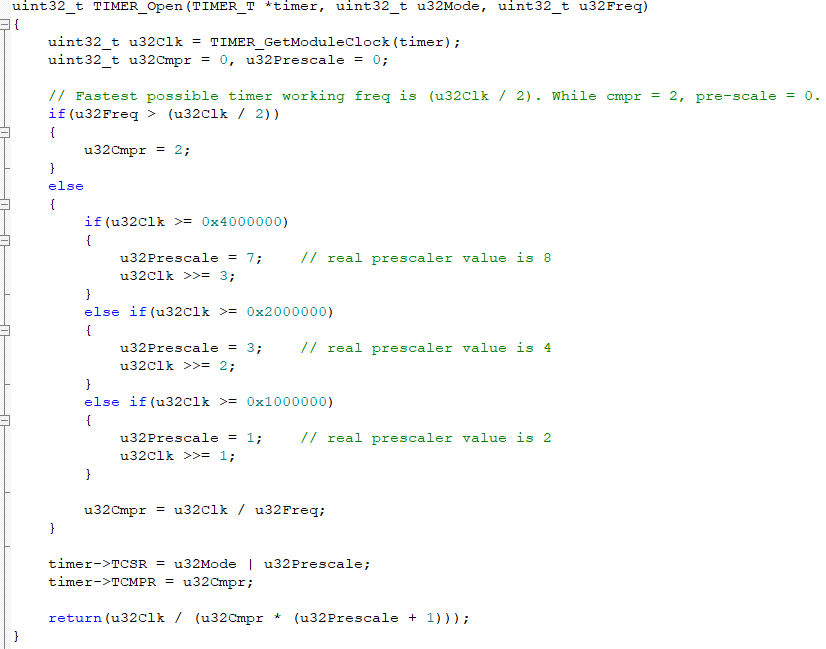 uint32_t TIMER_Open(TIMER_T *timer, uint32_t u32Mode, uint32_t u32Freq)
{
    uint32_t u32Clk = TIMER_GetModuleClock(timer);
    uint32_t u32Cmpr = 0, u32Prescale = 0;

    // Fastest possible timer working freq is (u32Clk / 2). While cmpr = 2, pre-scale = 0.
    if(u32Freq > (u32Clk / 2))
    {
        u32Cmpr = 2;
    }
    else
    {
        if(u32Clk >= 0x4000000)
        {
            u32Prescale = 7;    // real prescaler value is 8
            u32Clk >>= 3;
        }
        else if(u32Clk >= 0x2000000)
        {
            u32Prescale = 3;    // real prescaler value is 4
            u32Clk >>= 2;
        }
        else if(u32Clk >= 0x1000000)
        {
            u32Prescale = 1;    // real prescaler value is 2
            u32Clk >>= 1;
        }

        u32Cmpr = u32Clk / u32Freq;
    }

    timer->TCSR = u32Mode | u32Prescale;
    timer->TCMPR = u32Cmpr;

    return(u32Clk / (u32Cmpr * (u32Prescale + 1)));
}